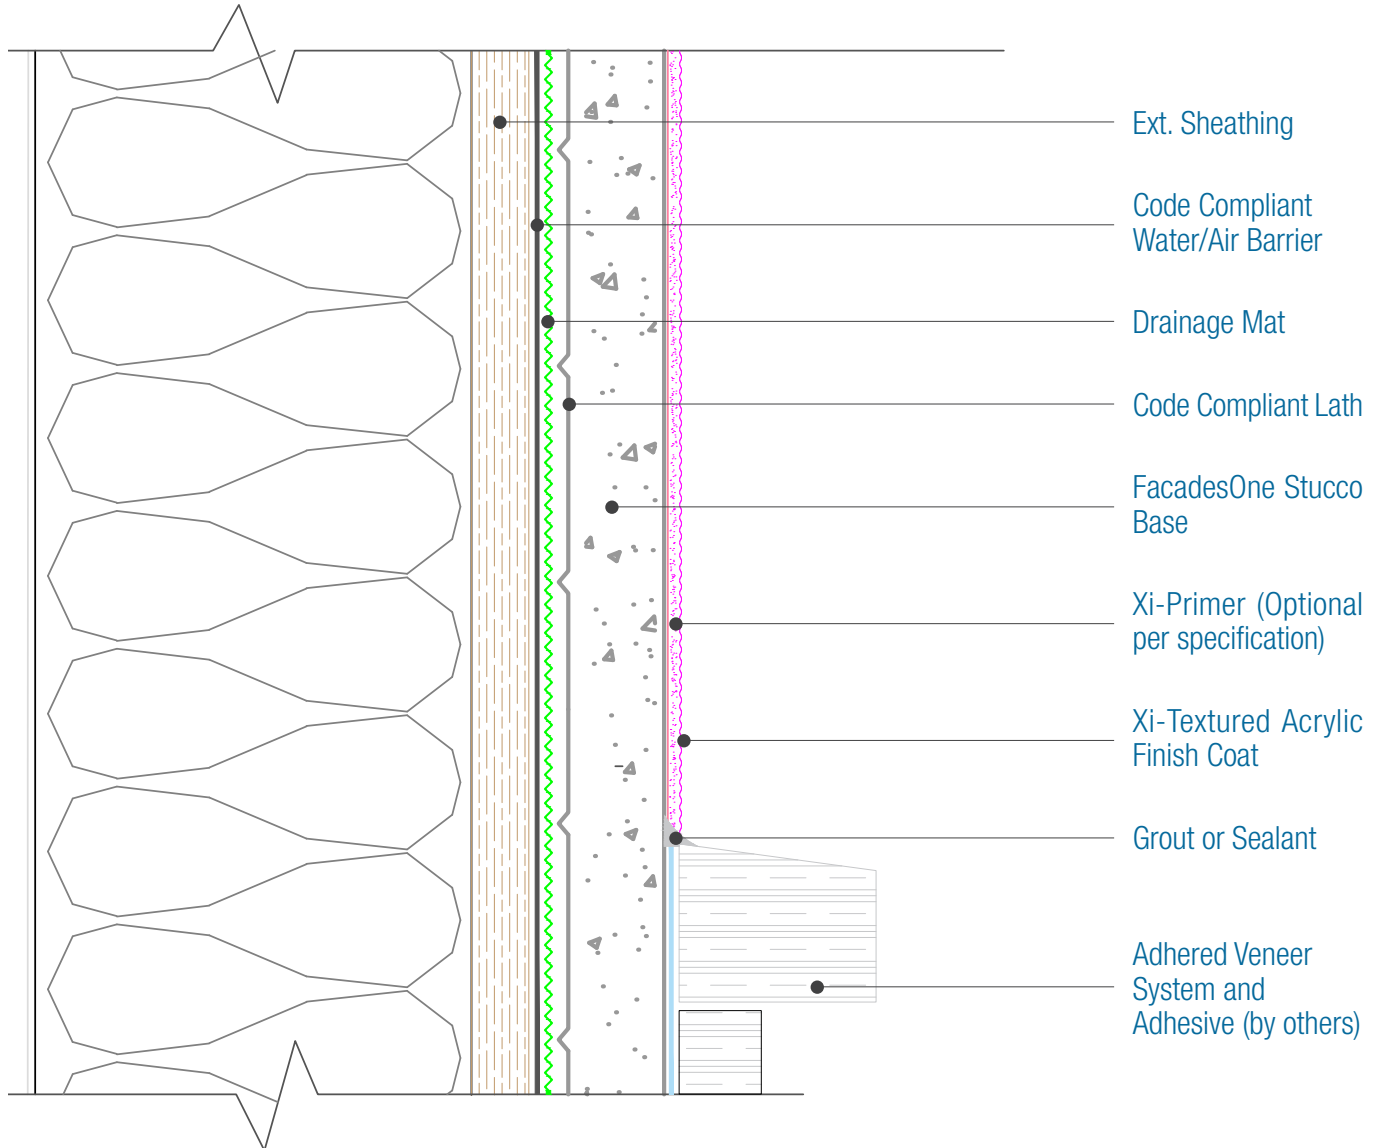 Ext. Sheathing
Code Compliant
Water/Air Barrier
Drainage Mat
Code Compliant Lath
FacadesOne Stucco
Base
Xi-Primer (Optional
per specification)
Xi-Textured Acrylic
Finish Coat
Grout or Sealant
Adhered Veneer
System and
Adhesive (by others)